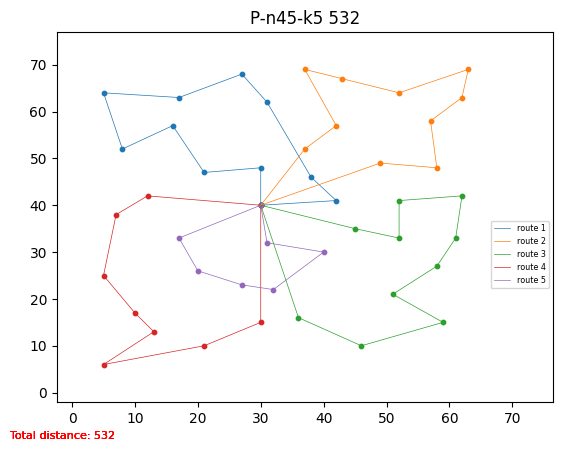 P-n45-k5 532
70
60
50
40
30
20
10
0
0 10 20 30 40 50 60 70
route 1
route 2
route 3
route 4
route 5
Total distance: 532